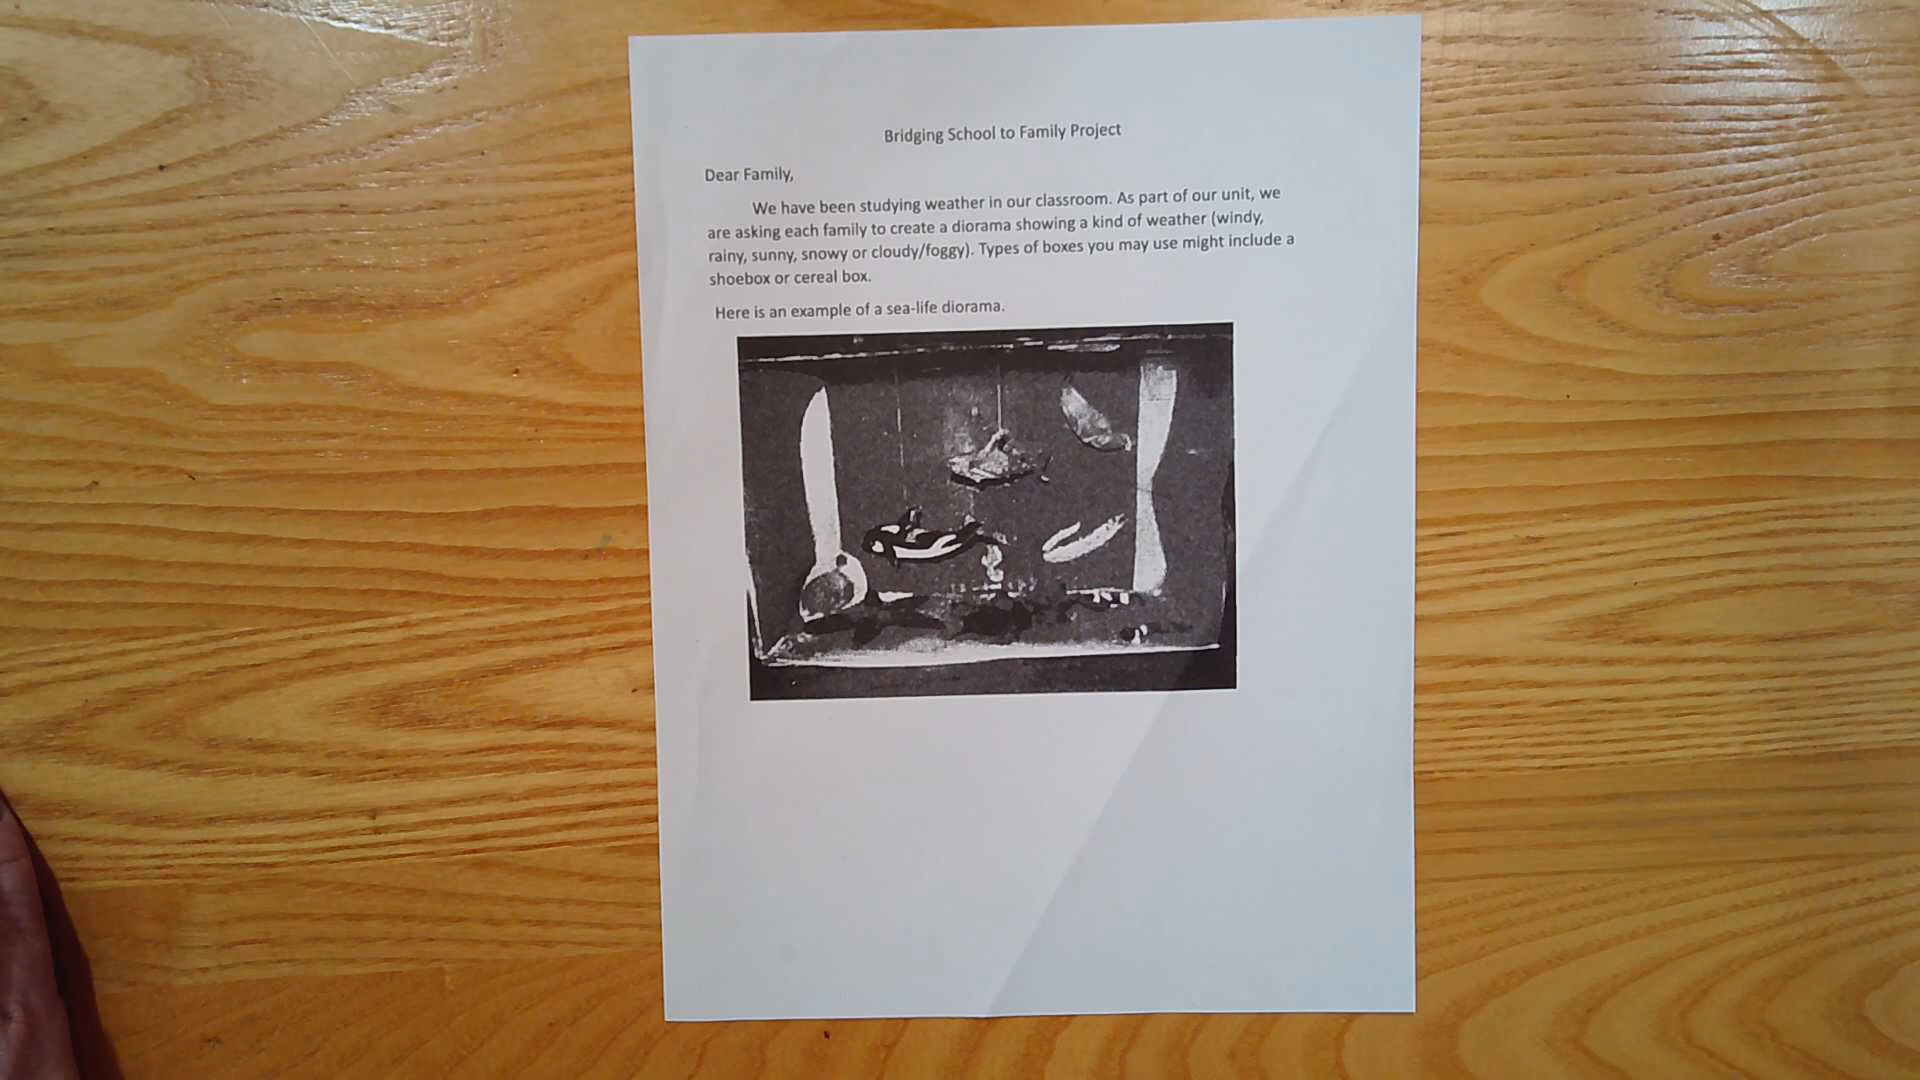 Bridging School to Family Project
Dear Family,
We have been studying weather in our classroom. As part of our unit, we
are asking each family to create a diorama showing a kind of weather (windy,
rainy, sunny, snowy or cloudy/foggy). Types of boxes you may use might include a
shoebox or cereal box.
Here is an example of a sea-life diorama.